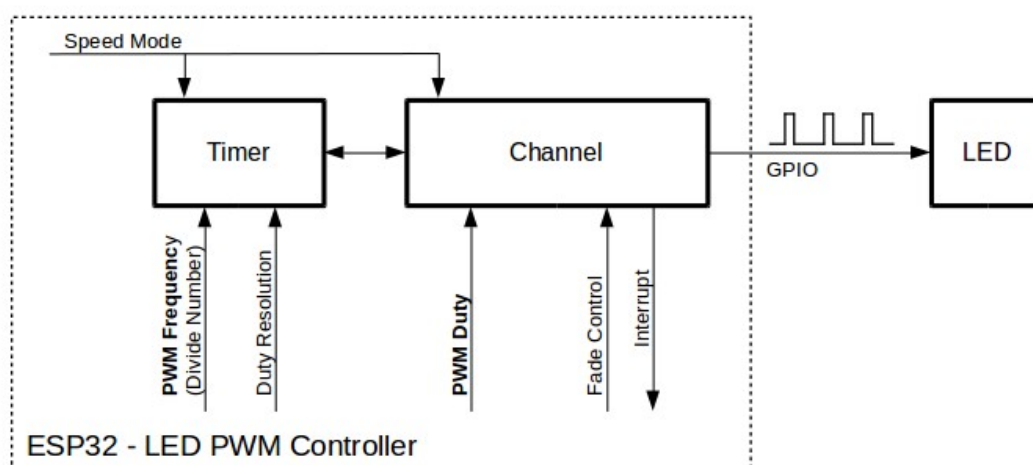 Speed Mode
Timer
Channel
GPIO
LED
PWM Frequency
(Divide Number)
Duty Resolution
PWM Duty
Fade Control
Interrupt
ESP32 - LED PWM Controller